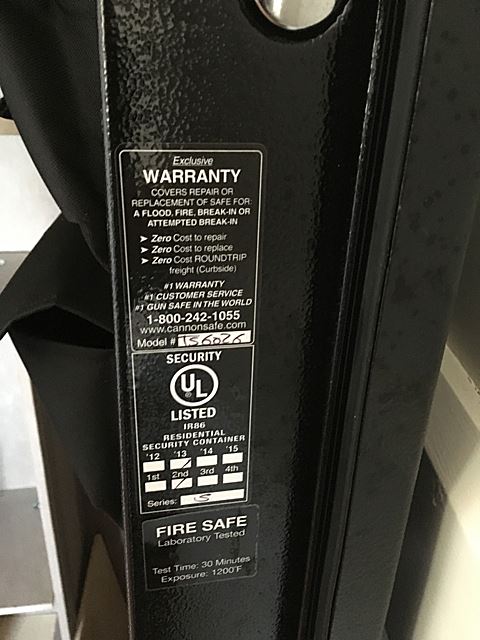 Exclusive
WARRANTY
COVERS REPAIR OR
REPLACEMENT OF SAFE FOR:
A FLOOD, FIRE, BREAK-IN OR
ATTEMPTED BREAK-IN
➤ Zero Cost to repair
➤ Zero Cost to replace
➤ Zero Cost ROUNDTRIP
freight (Curbside)
#1 WARRANTY
#1 CUSTOMER SERVICE
#1 GUN SAFE IN THE WORLD
1-800-242-1055
www.cannonsafe.com
Model # TS6026
SECURITY
UL ®
LISTED
IR86
RESIDENTIAL
SECURITY CONTAINER
'12 '13 '14 '15
1st 2nd 3rd 4th
Series: S
FIRE SAFE
Laboratory Tested
Test Time: 30 Minutes
Exposure: 1200°F